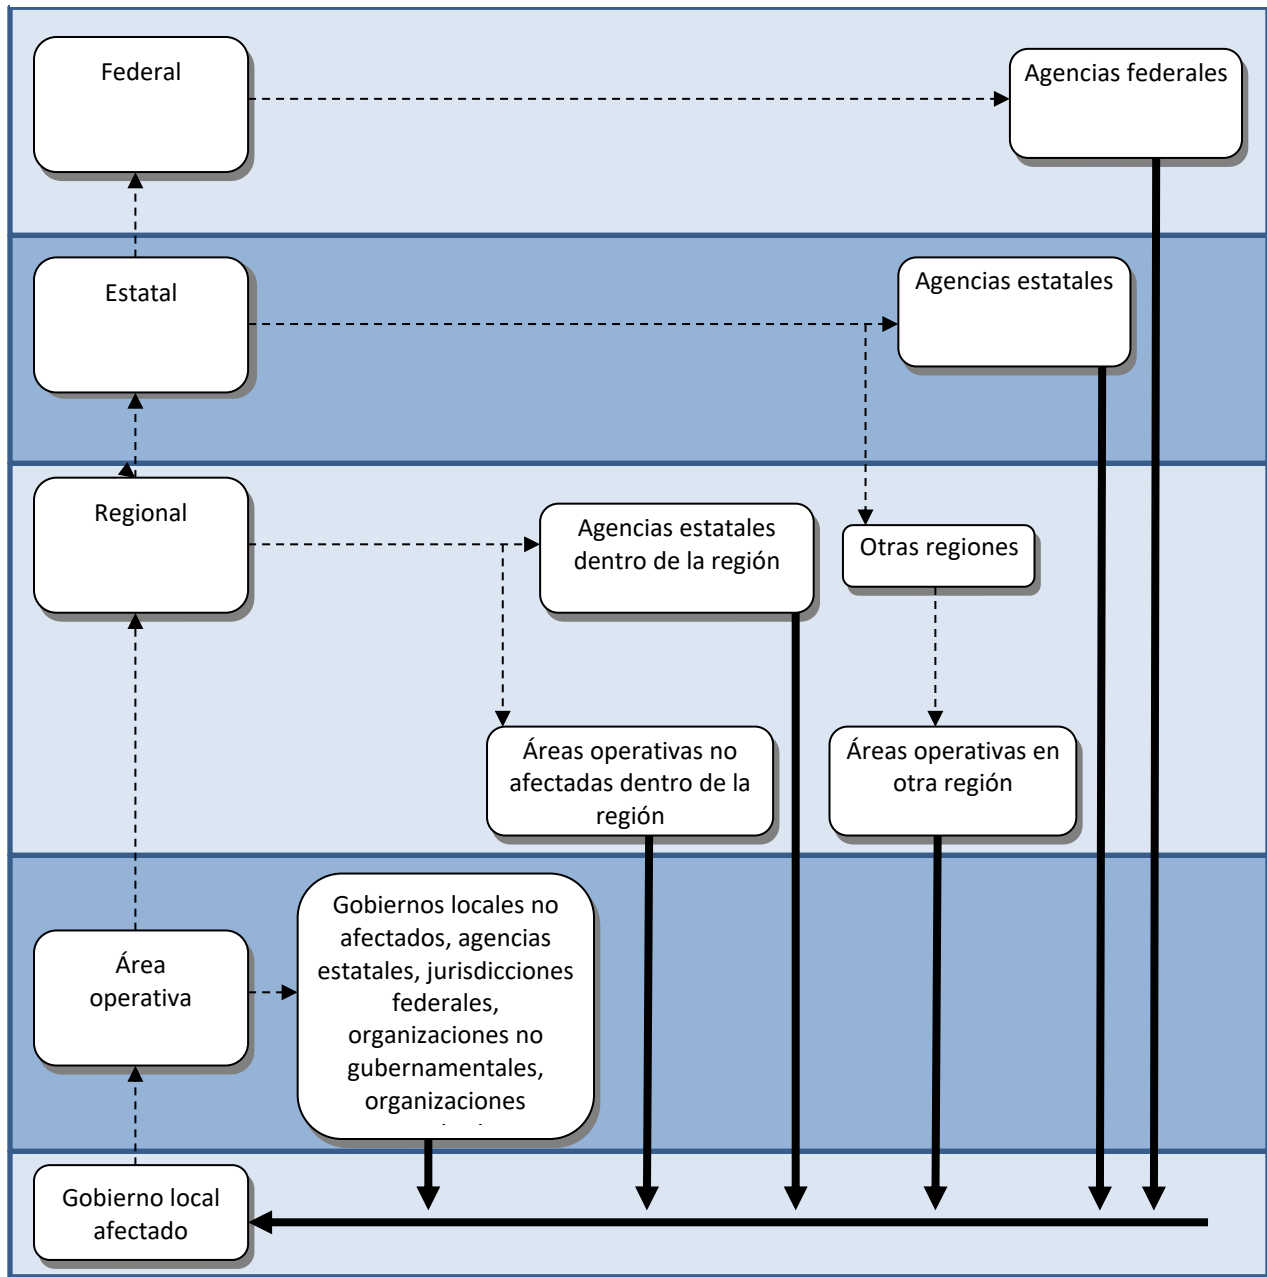 Federal
Agencias federales
Estatal
Agencias estatales
Regional
Agencias estatales
dentro de la región
Otras regiones
Áreas operativas no
afectadas dentro de la
región
Áreas operativas en
otra región
Área
operativa
Gobiernos locales no
afectados, agencias
estatales, jurisdicciones
federales,
organizaciones no
gubernamentales,
organizaciones
Gobierno local
afectado